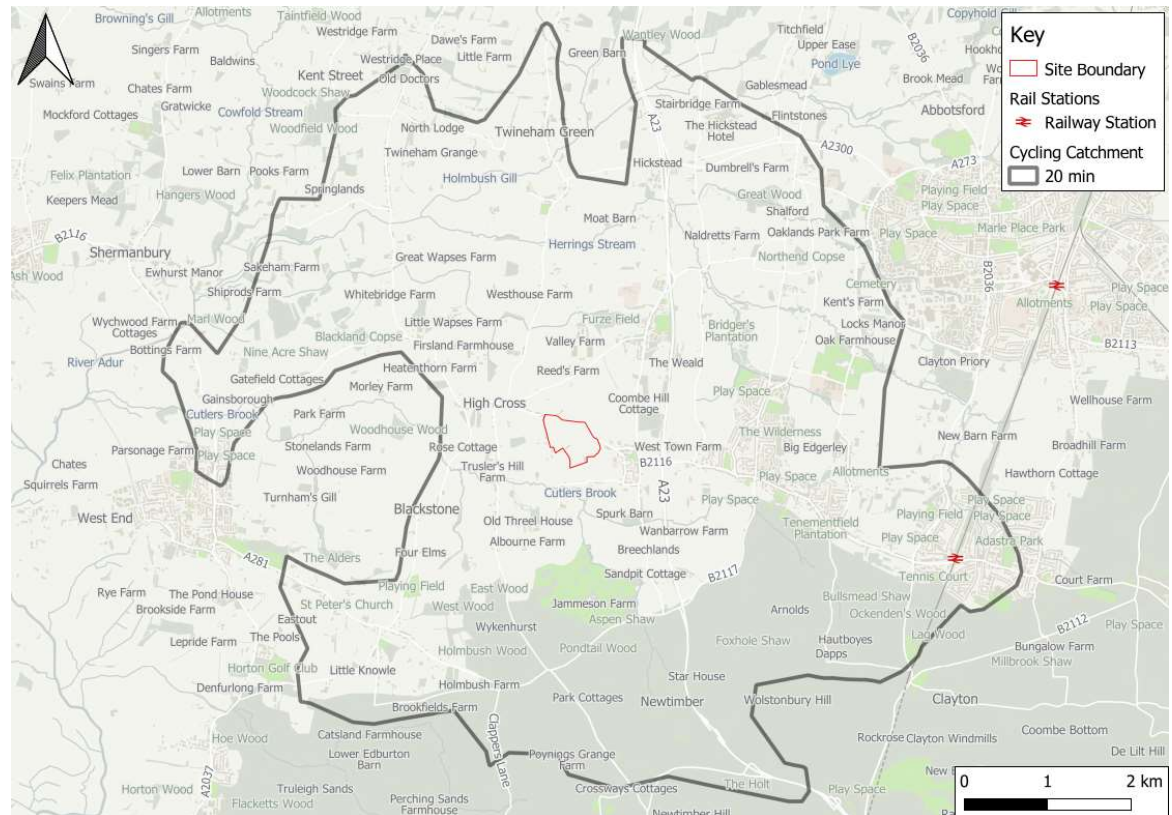 Browning's Gill
Allotments
Taintfield Wood
Westridge Farm
Singers Farm
Baldwins
Dawe's Farm
Little Farm
Green Barn
Wantley Wood
Titchfield
Upper Ease
Pond Lye
B2036
Copyhold Gill
Key
Site Boundary
Rail Stations
Railway Station
Cycling Catchment
20 min
Swains Farm
Chates Farm
Gratwicke
Mockford Cottages
Kent Street
Woodcock Shaw
Cowfold Stream
Woodfield Wood
Westridge Place
Old Doctors
North Lodge
Twineham Grange
Twineham Green
Holmbush Gill
A23
Stairbridge Farm
The Hickstead
Hotel
Hickstead
Gablesmead
Flintstones
Brook Mead
Abbotsford
A2300
A273
Dumbrell's Farm
Great Wood
Shalford
Playing Field
Play Space
Marle Place Park
Felix Plantation
Keepers Mead
Lower Barn
Pooks Farm
Hangers Wood
Springlands
B2116
Shermanbury
Ash Wood
Ewhurst Manor
Sakeham Farm
Shiprods Farm
Great Wapses Farm
Moat Barn
Herrings Stream
Naldretts Farm
Oaklands Park Farm
Northend Copse
Play Space
B2036
Cemetery
Allotments
Play Space
Play Space
Kent's Farm
Locks Manor
Oak Farmhouse
B2113
Clayton Priory
Whitebridge Farm
Westhouse Farm
Wychwood Farm
Cottages
Marl Wood
Bottings Farm
River Adur
Blackland Copse
Little Wapses Farm
Firsland Farmhouse
Nine Acre Shaw
Furze Field
Valley Farm
Bridger's
Plantation
The Weald
Reed's Farm
Gatefield Cottages
Heatenthorn Farm
Morley Farm
Gainsborough
Cutlers Brook
Play Space
Park Farm
Woodhouse Wood
High Cross
Coombe Hill
Cottage
Play Space
Wellhouse Farm
Parsonage Farm
Play Space
Stonelands Farm
Rose Cottage
West Town Farm
The Wilderness
Big Edgerley
New Barn Farm
Broadhill Farm
Chates
Squirrels Farm
Woodhouse Farm
Trusler's Hill
Farm
B2116
Allotments
Hawthorn Cottage
Turnham's Gill
Cutlers Brook
A23
Play Space
Play Space
West End
Blackstone
Old Threel House
Spurk Barn
Tenementfield
Plantation
Playing Field
Play Space
Albourne Farm
Wanbarrow Farm
Play Space
Adastra Park
The Alders
A281
Four Elms
Breechlands
Sandpit Cottage
B2117
Tennis Court
Court Farm
Rye Farm
The Pond House
Brookside Farm
Playing Field
East Wood
St Peter's Church
West Wood
Jammeson Farm
Aspen Shaw
Arnolds
Bullsmead Shaw
Ockenden's Wood
B2112
Play Space
Eastout
Lepride Farm
The Pools
Wykenhurst
Holmbush Wood
Pondtail Wood
Foxhole Shaw
Hautboyes
Dapps
Lag Wood
Bungalow Farm
Millbrook Shaw
Horton Golf Club
Little Knowle
Denfurlong Farm
Holmbush Farm
Star House
Park Cottages
Newtimber
Wolstonbury Hill
Clayton
Brookfields Farm
Hoe Wood
Catsland Farmhouse
Clappers Lane
Rockrose
Clayton Windmills
Coombe Bottom
De Lilt Hill
Lower Edburton
Barn
Poynings Grange
Farm
A2037
Horton Wood
Truleigh Sands
Flacketts Wood
Perching Sands
Farmhouse
Crossways Cottages
The Holt
Newtimber Hill
Play Space
0 1 2 km